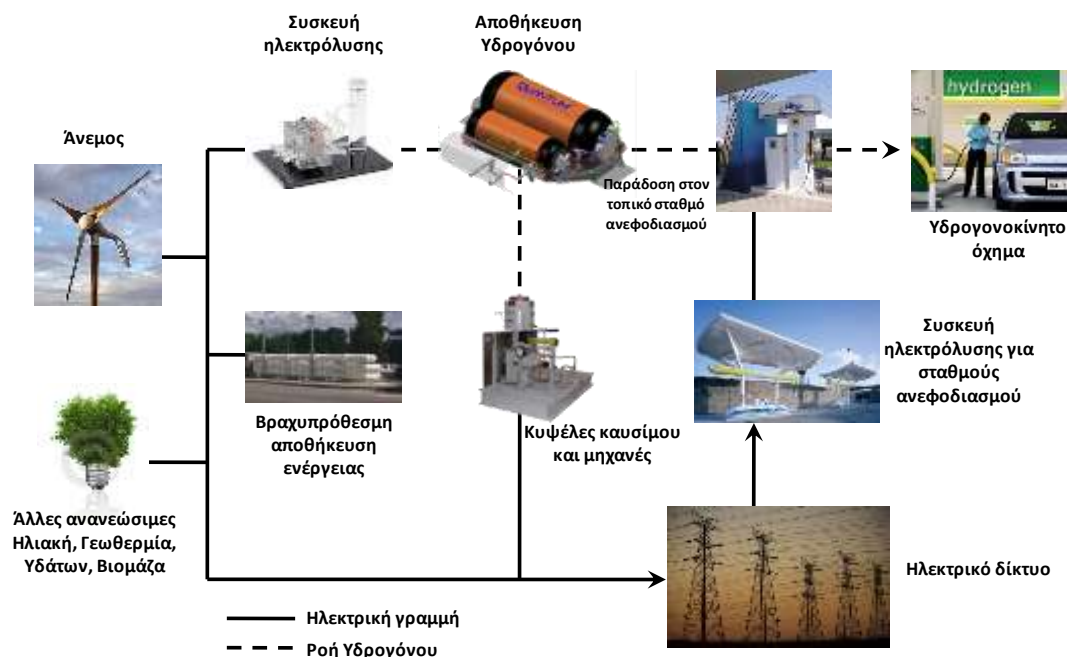 Συσκευή
ηλεκτρόλυσης
Αποθήκευση
Υδρογόνου
QUANTUM
hydrogen
Άνεμος
Παράδοση στον
τοπικό σταθμό
ανεφοδιασμού
Υδρογονοκίνητο
όχημα
Συσκευή
ηλεκτρόλυσης για
σταθμούς
ανεφοδιασμού
Βραχυπρόθεσμη
αποθήκευση
ενέργειας
Κυψέλες καυσίμου
και μηχανές
Άλλες ανανεώσιμες
Ηλιακή, Γεωθερμία,
Υδάτων, Βιομάζα
Ηλεκτρικό δίκτυο
Ηλεκτρική γραμμή
Ροή Υδρογόνου